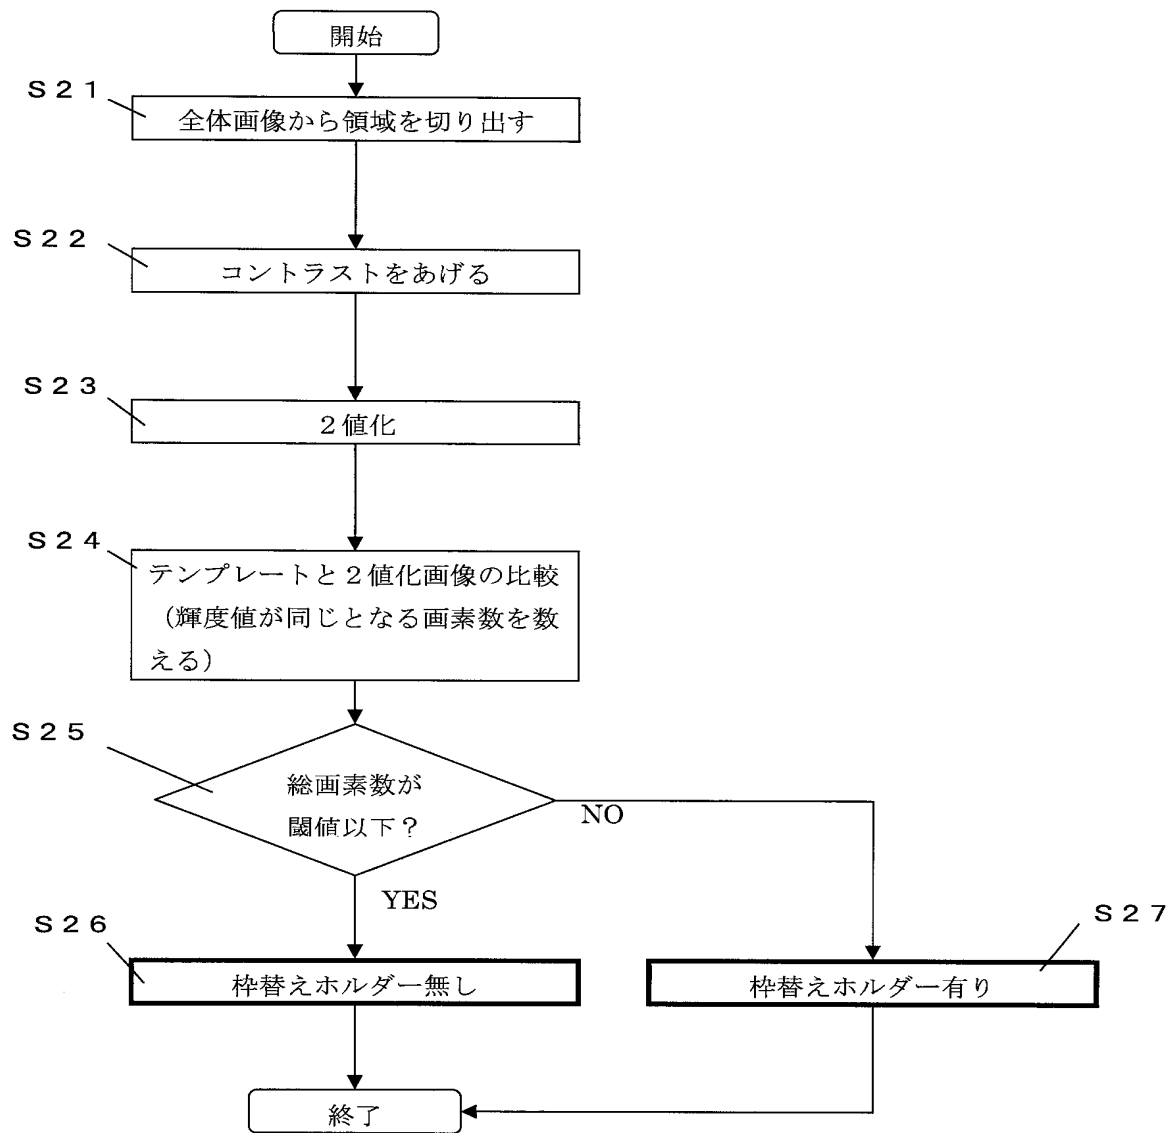 開始
S21
全体画像から領域を切り出す
S22
コントラストをあげる
S23
2値化
S24
テンプレートと2値化画像の比較
(輝度値が同じとなる画素数を数
える)
S25
総画素数が
閾値以下?
NO
YES
S26
枠替えホルダー無し
S27
枠替えホルダー有り
終了